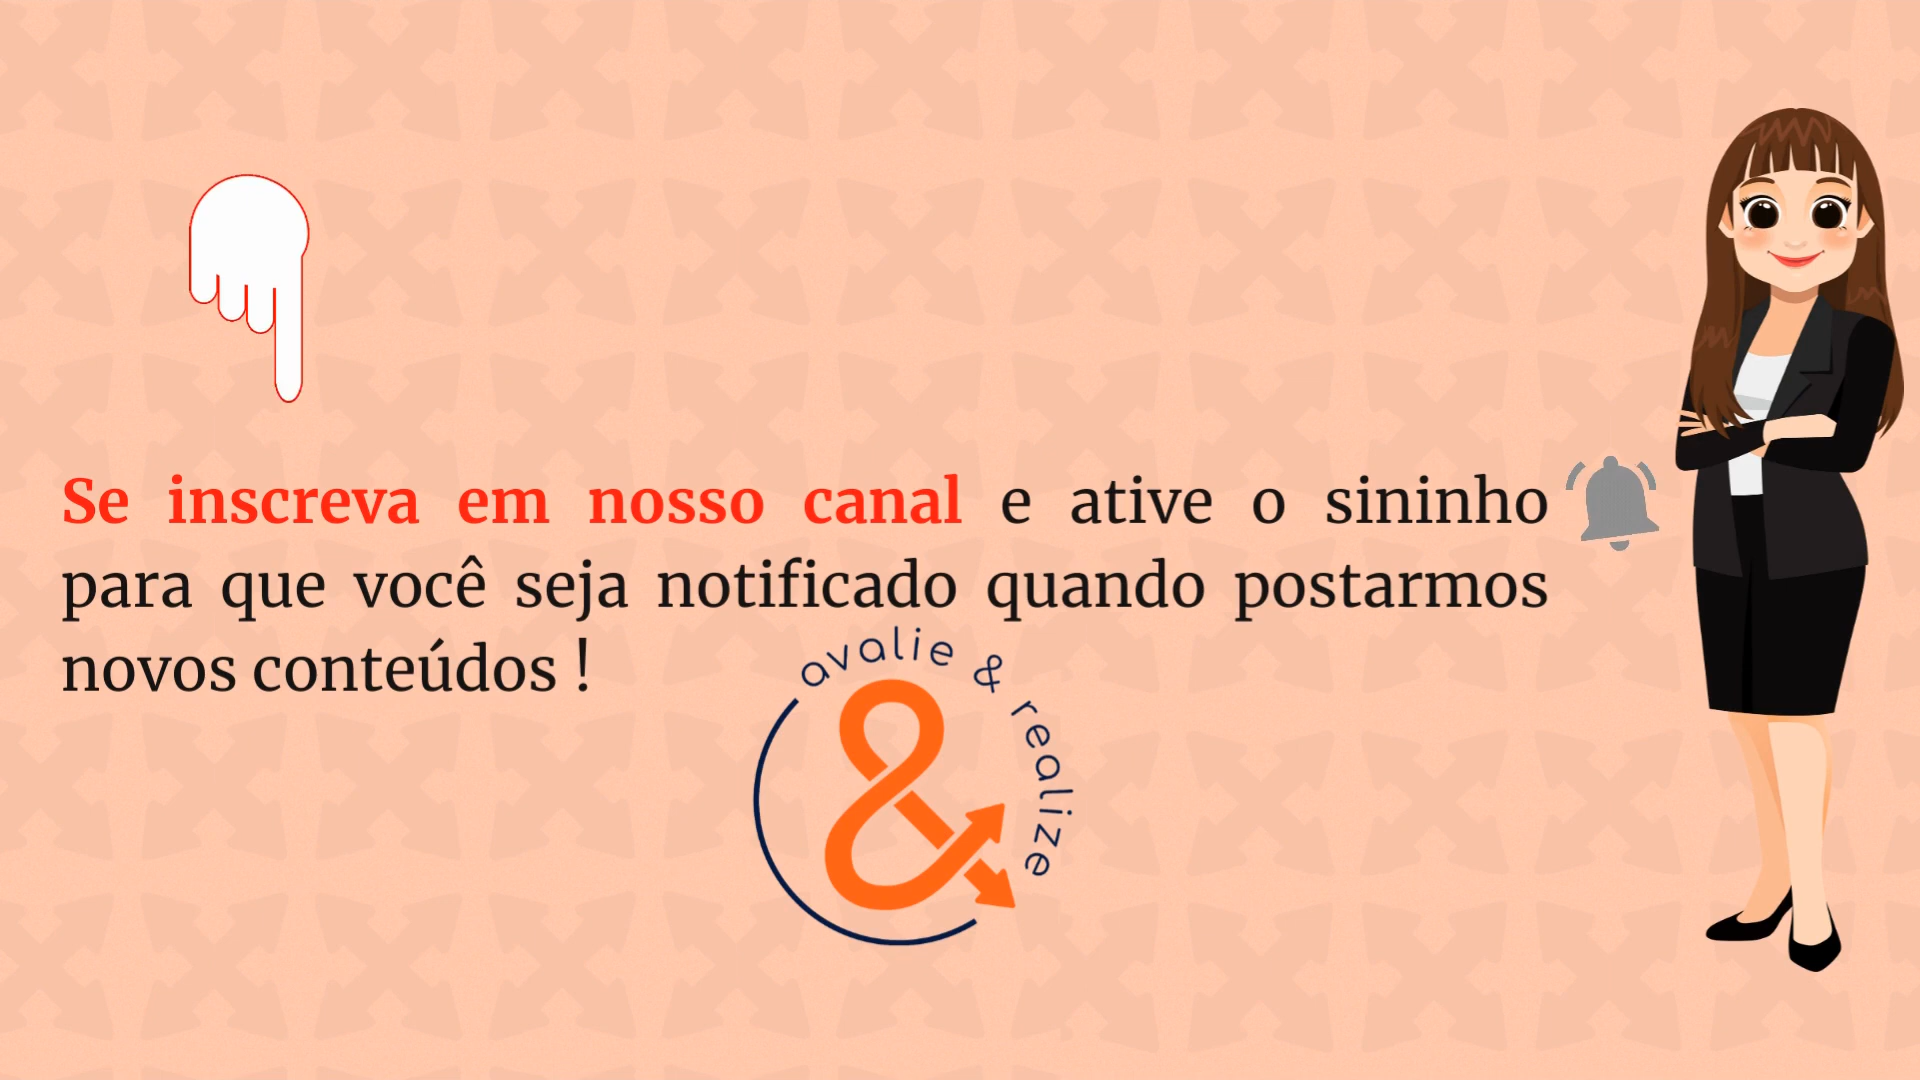 Se inscreva em nosso canal e ative o sininho
para que você seja notificado quando postarmos
novos conteúdos !
avalie & realize
&